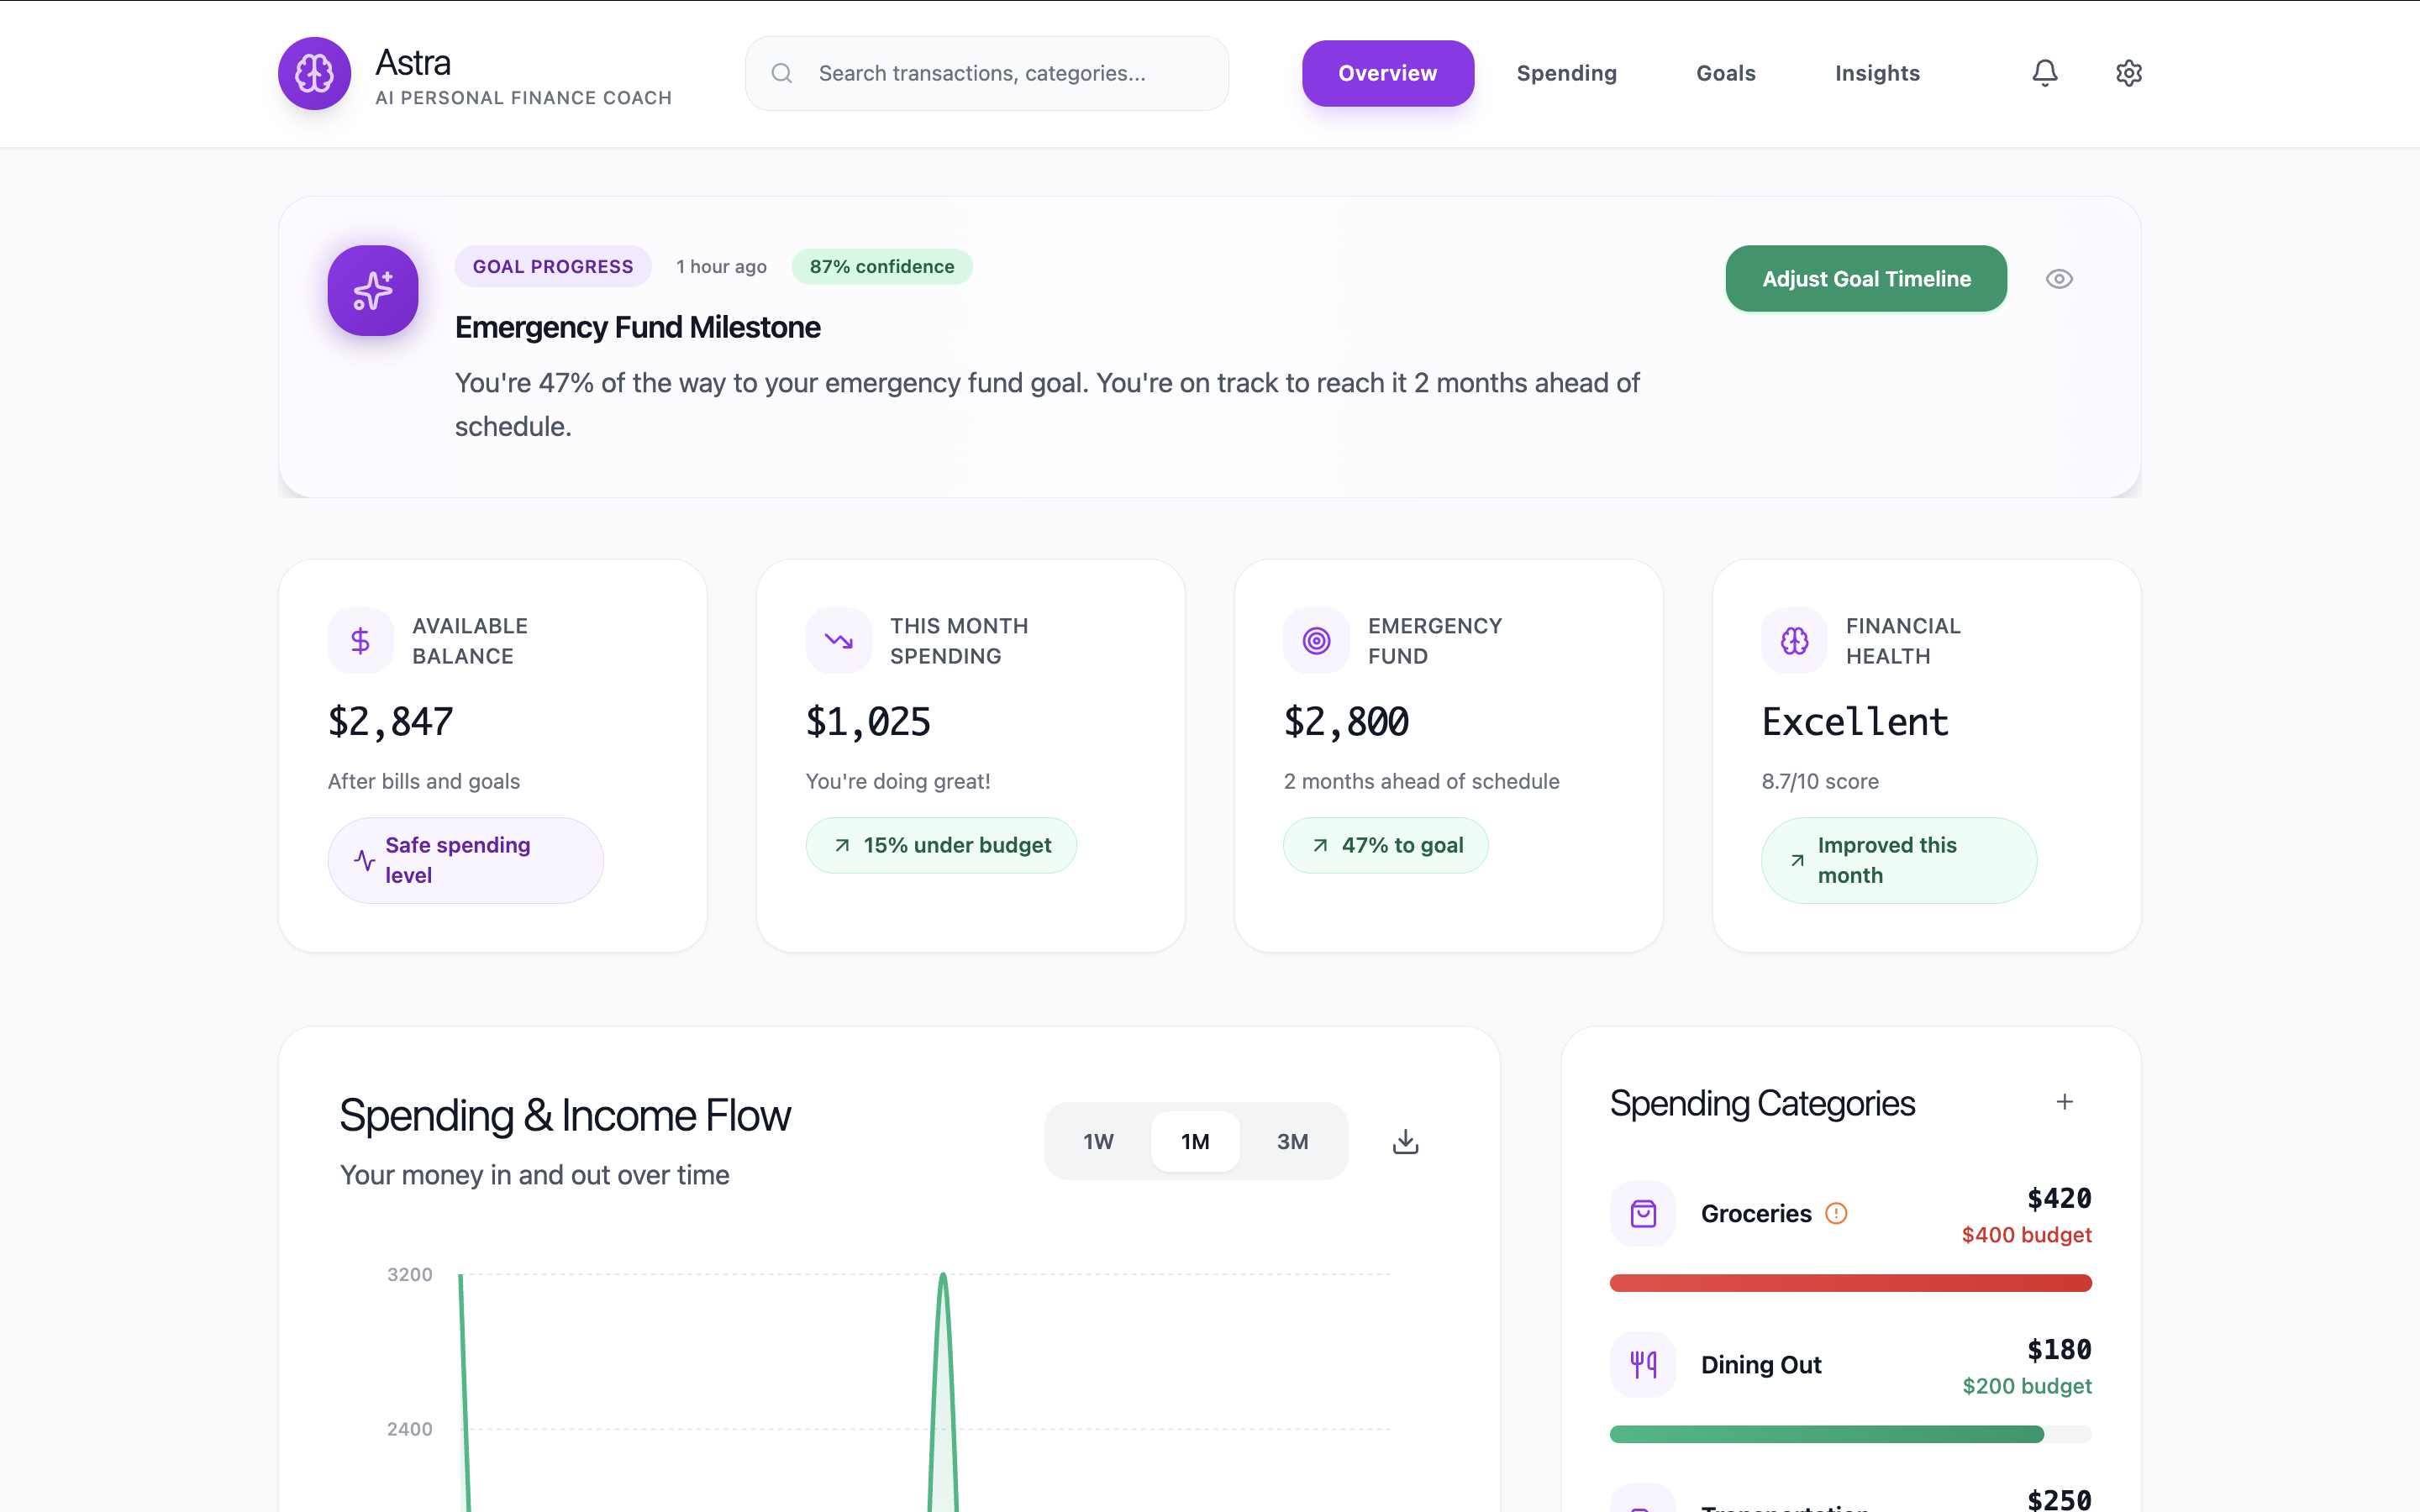 Astra
AI PERSONAL FINANCE COACH
Search transactions, categories...
Overview
Spending
Goals
Insights
GOAL PROGRESS
1 hour ago
87% confidence
Adjust Goal Timeline
Emergency Fund Milestone
You're 47% of the way to your emergency fund goal. You're on track to reach it 2 months ahead of
schedule.
AVAILABLE
BALANCE
$2,847
After bills and goals
Safe spending
level
THIS MONTH
SPENDING
$1,025
You're doing great!
15% under budget
EMERGENCY
FUND
$2,800
2 months ahead of schedule
47% to goal
FINANCIAL
HEALTH
Excellent
8.7/10 score
Improved this
month
Spending & Income Flow
Your money in and out over time
1W
1M
3M
3200
2400
Spending Categories
Groceries
$420
$400 budget
Dining Out
$180
$200 budget
Transportation
$250